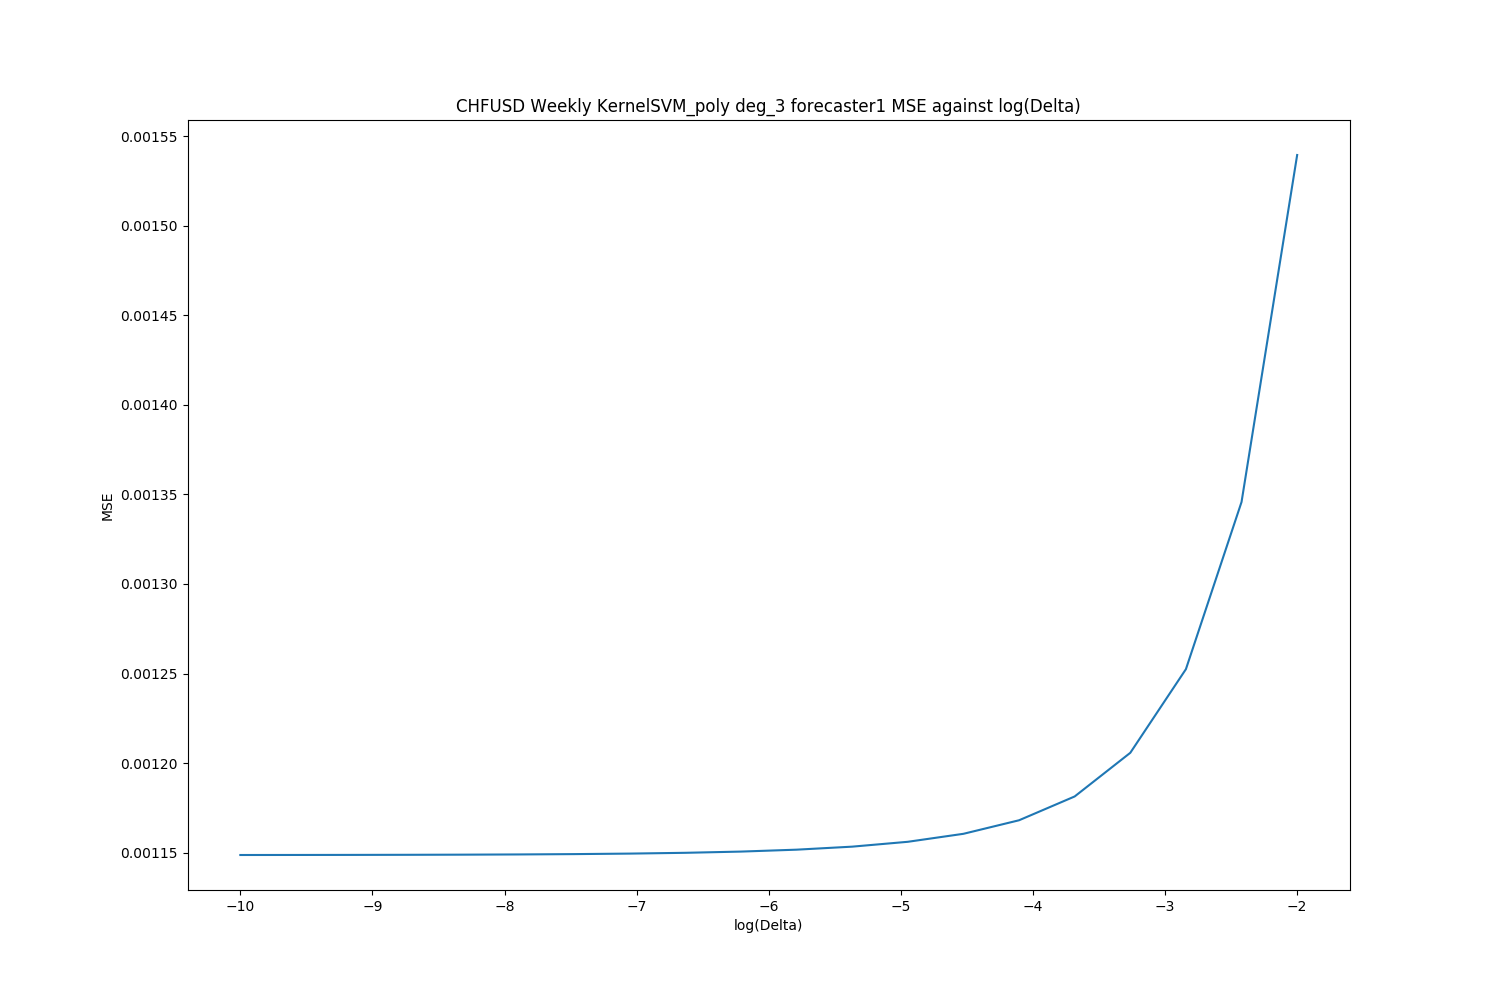 CHFUSD Weekly KernelSVM_poly deg_3 forecaster1 MSE against log(Delta)
0.00155
0.00150
0.00145
0.00140
0.00135
0.00130
0.00125
0.00120
0.00115
MSE
−10 −9 −8 −7 −6 −5 −4 −3 −2
log(Delta)